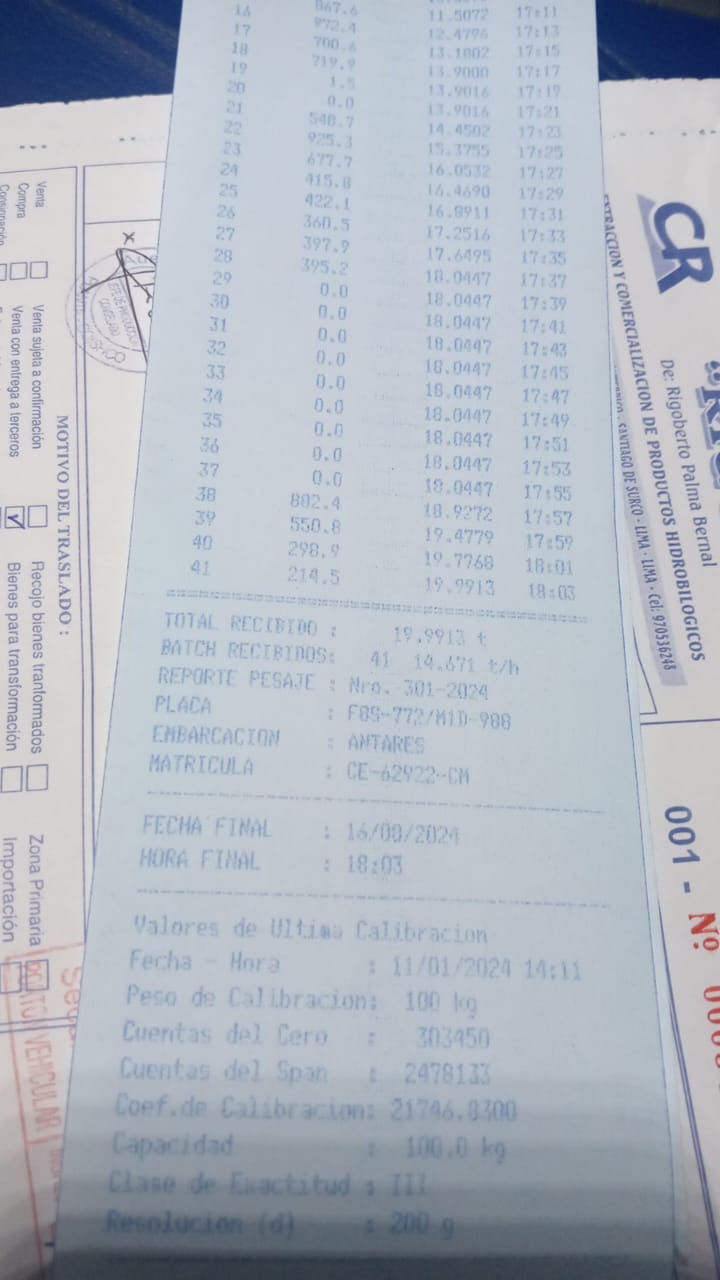 867.6 11.5072 17:11
16 972.4 12.4796 17:13
17 700.6 13.1802 17:15
18 719.9 13.9000 17:17
19 1.5 13.9016 17:19
20 0.0 13.9016 17:21
21 548.7 14.4502 17:23
22 925.3 15.3755 17:25
23 677.7 16.0532 17:27
24 415.8 16.4690 17:29
25 422.1 16.8911 17:31
26 360.5 17.2516 17:33
27 397.9 17.6495 17:35
28 395.2 18.0447 17:37
29 0.0 18.0447 17:39
30 0.0 18.0447 17:41
31 0.0 18.0447 17:43
32 0.0 18.0447 17:45
33 0.0 18.0447 17:47
34 0.0 18.0447 17:49
35 0.0 18.0447 17:51
36 0.0 18.0447 17:53
37 0.0 18.0447 17:55
38 882.4 18.9272 17:57
39 550.8 19.4779 17:59
40 298.9 19.7768 18:01
41 214.5 19.9913 18:03
TOTAL RECIBIDO : 19.9913 t
BATCH RECIBIDOS: 41 14.671 t/h
REPORTE PESAJE : Nro. 301-2024
PLACA : F8S-772/M1D-988
EMBARCACION : ANTARES
MATRICULA : CE-62922-CM
FECHA FINAL : 16/08/2024
HORA FINAL : 18:03
Valores de Ultima Calibracion
Fecha - Hora : 11/01/2024 14:11
Peso de Calibracion: 100 kg
Cuentas del Cero : 303450
Cuentas del Span : 2478133
Coef.de Calibracion: 21746.8300
Capacidad : 100.0 kg
Clase de Exactitud : III
Resolucion (d) : 200 g
MOTIVO DEL TRASLADO :
Venta
Compra
Consignación
Venta sujeta a confirmación
Venta con entrega a terceros
Recojo bienes tranformados
Bienes para transformación
Zona Primaria
Importación
VEHICULAR
CR
De: Rigoberto Palma Bernal
EXTRACCION Y COMERCIALIZACION DE PRODUCTOS HIDROBILOGICOS
SANTIAGO DE SURCO - LIMA - LIMA - Cel: 970536248
001 - Nº